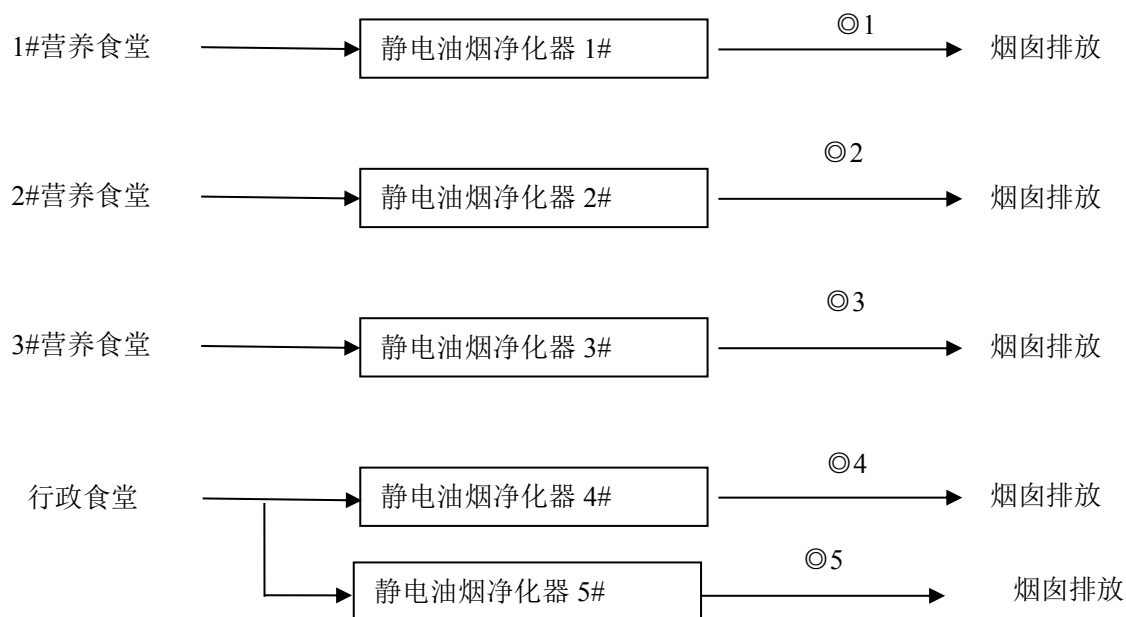 ◎1
1#营养食堂 静电油烟净化器 1# 烟囱排放
◎2
2#营养食堂 静电油烟净化器 2# 烟囱排放
◎3
3#营养食堂 静电油烟净化器 3# 烟囱排放
◎4
行政食堂 静电油烟净化器 4# 烟囱排放
◎5
静电油烟净化器 5# 烟囱排放